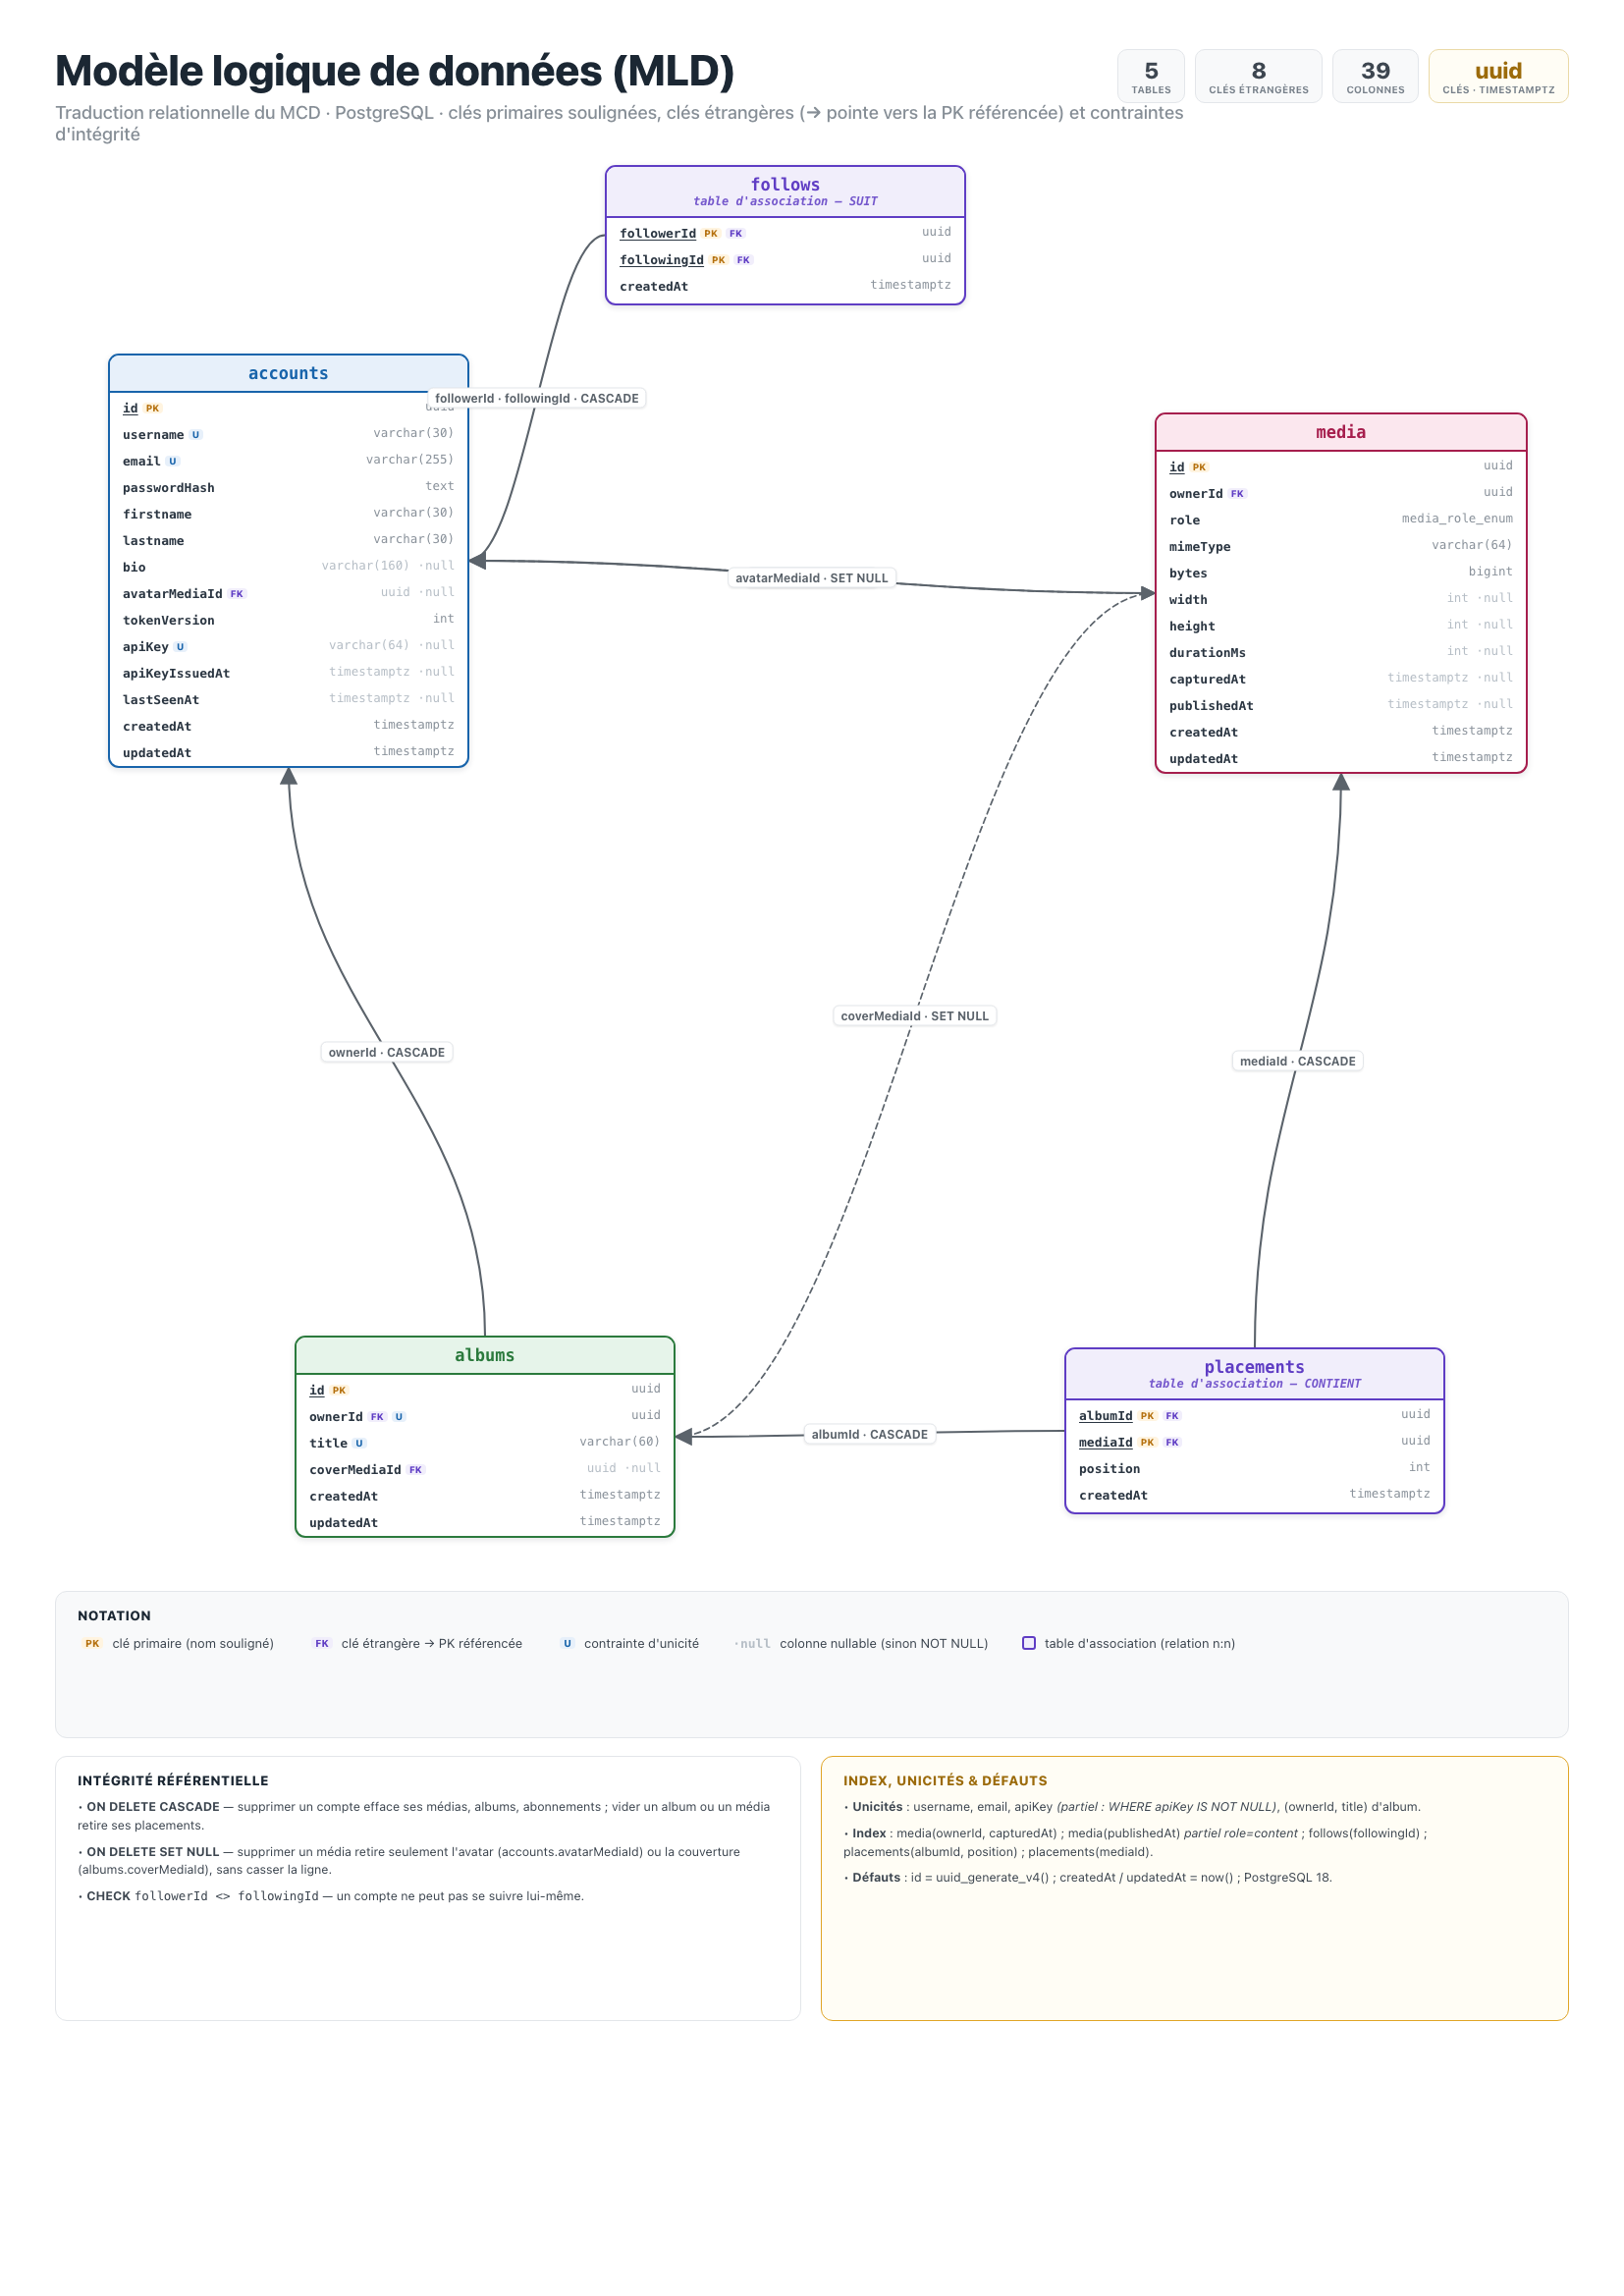 Modèle logique de données (MLD)
5
TABLES
8
CLÉS ÉTRANGÈRES
39
COLONNES
uuid
CLÉS · TIMESTAMPTZ
Traduction relationnelle du MCD · PostgreSQL · clés primaires soulignées, clés étrangères (→ pointe vers la PK référencée) et contraintes
d'intégrité
follows
table d'association — SUIT
followerId PK FK uuid
followingId PK FK uuid
createdAt timestamptz
accounts
id PK uuid
username U varchar(30)
email U varchar(255)
passwordHash text
firstname varchar(30)
lastname varchar(30)
bio varchar(160) ·null
avatarMediaId FK uuid ·null
tokenVersion int
apiKey U varchar(64) ·null
apiKeyIssuedAt timestamptz ·null
lastSeenAt timestamptz ·null
createdAt timestamptz
updatedAt timestamptz
followerId · followingId · CASCADE
media
id PK uuid
ownerId FK uuid
role media_role_enum
mimeType varchar(64)
bytes bigint
width int ·null
height int ·null
durationMs int ·null
capturedAt timestamptz ·null
publishedAt timestamptz ·null
createdAt timestamptz
updatedAt timestamptz
avatarMediaId · SET NULL
coverMediaId · SET NULL
ownerId · CASCADE
mediaId · CASCADE
albums
id PK uuid
ownerId FK U uuid
title U varchar(60)
coverMediaId FK uuid ·null
createdAt timestamptz
updatedAt timestamptz
albumId · CASCADE
placements
table d'association — CONTIENT
albumId PK FK uuid
mediaId PK FK uuid
position int
createdAt timestamptz
NOTATION
PK clé primaire (nom souligné) FK clé étrangère → PK référencée U contrainte d'unicité ·null colonne nullable (sinon NOT NULL) table d'association (relation n:n)
INTÉGRITÉ RÉFÉRENTIELLE
• ON DELETE CASCADE — supprimer un compte efface ses médias, albums, abonnements ; vider un album ou un média
retire ses placements.
• ON DELETE SET NULL — supprimer un média retire seulement l'avatar (accounts.avatarMediaId) ou la couverture
(albums.coverMediaId), sans casser la ligne.
• CHECK followerId <> followingId — un compte ne peut pas se suivre lui-même.
INDEX, UNICITÉS & DÉFAUTS
• Unicités : username, email, apiKey (partiel : WHERE apiKey IS NOT NULL), (ownerId, title) d'album.
• Index : media(ownerId, capturedAt) ; media(publishedAt) partiel role=content ; follows(followingId) ;
placements(albumId, position) ; placements(mediaId).
• Défauts : id = uuid_generate_v4() ; createdAt / updatedAt = now() ; PostgreSQL 18.